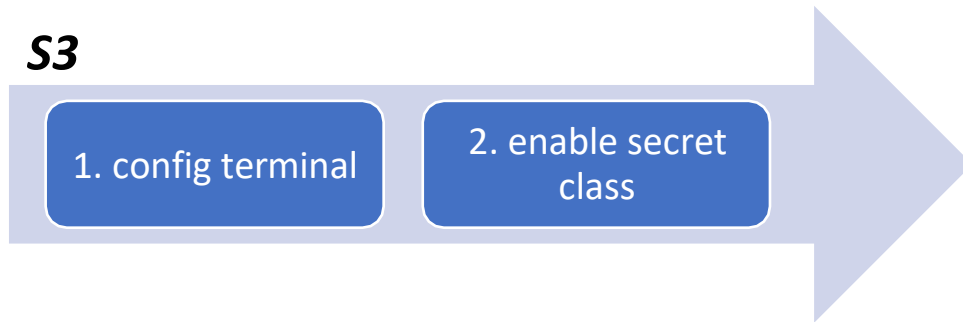 S3
1. config terminal
2. enable secret
class